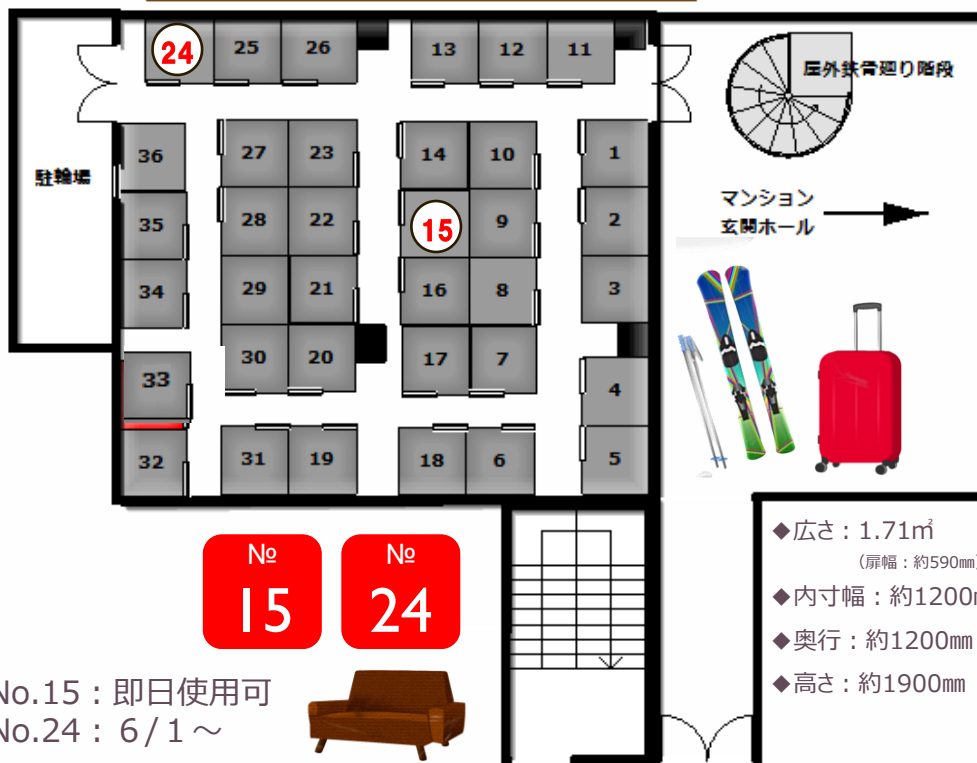 24 25 26 13 12 11
屋外鉄骨廻り階段
36 27 23 14 10 1
駐輪場
35 28 22 15 9 2
マンション
玄関ホール
34 29 21 16 8 3
33 30 20 17 7 4
32 31 19 18 6 5
№ 15
№ 24
No.15：即日使用可
No.24：6/1～
◆広さ：1.71㎡
（扉幅：約590㎜）
◆内寸幅：約1200
◆奥行：約1200㎜
◆高さ：約1900㎜